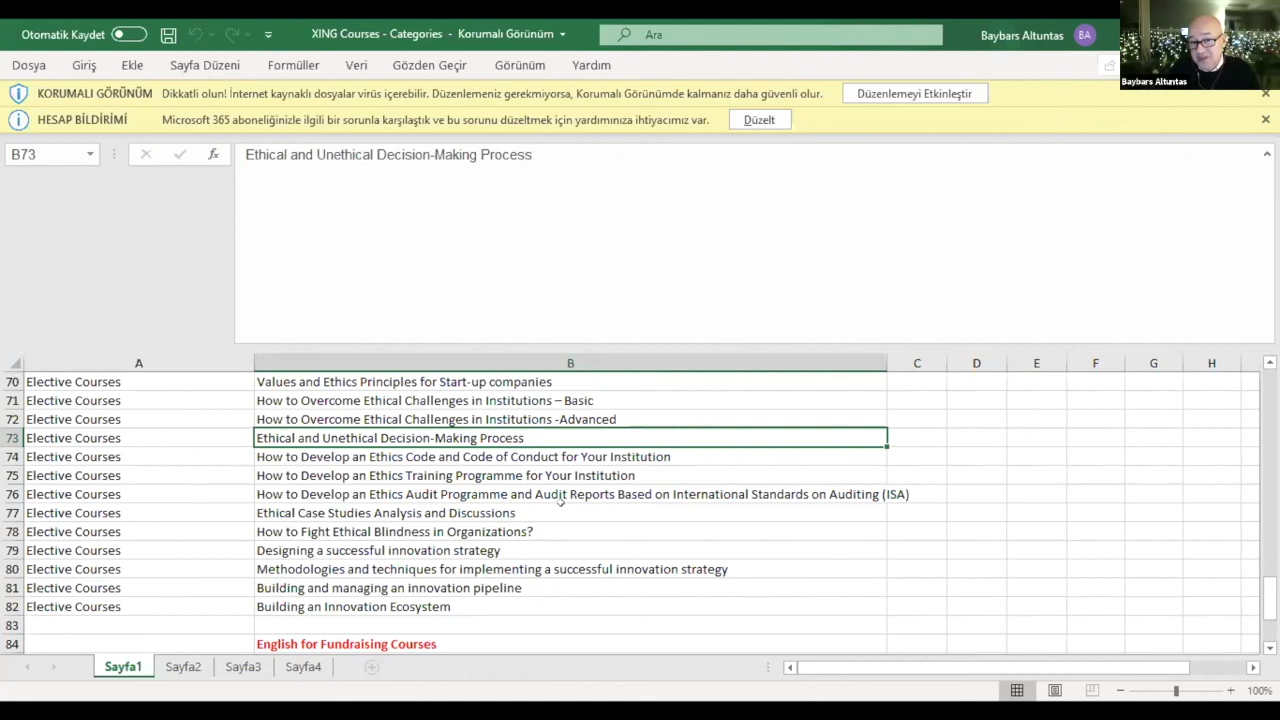 Otomatik Kaydet
XING Courses - Categories - Korumalı Görünüm
Ara
Baybars Altuntas BA
Dosya Giriş Ekle Sayfa Düzeni Formüller Veri Gözden Geçir Görünüm Yardım
Baybars Altuntas
KORUMALI GÖRÜNÜM Dikkatli olun! İnternet kaynaklı dosyalar virüs içerebilir. Düzenlemeniz gerekmiyorsa, Korumalı Görünümde kalmanız daha güvenli olur. Düzenlemeyi Etkinleştir
HESAP BİLDİRİMİ Microsoft 365 aboneliğinizle ilgili bir sorunla karşılaştık ve bu sorunu düzeltmek için yardımınıza ihtiyacımız var. Düzelt
B73 fx Ethical and Unethical Decision-Making Process
A B C D E F G H
70 Elective Courses Values and Ethics Principles for Start-up companies
71 Elective Courses How to Overcome Ethical Challenges in Institutions – Basic
72 Elective Courses How to Overcome Ethical Challenges in Institutions -Advanced
73 Elective Courses Ethical and Unethical Decision-Making Process
74 Elective Courses How to Develop an Ethics Code and Code of Conduct for Your Institution
75 Elective Courses How to Develop an Ethics Training Programme for Your Institution
76 Elective Courses How to Develop an Ethics Audit Programme and Audit Reports Based on International Standards on Auditing (ISA)
77 Elective Courses Ethical Case Studies Analysis and Discussions
78 Elective Courses How to Fight Ethical Blindness in Organizations?
79 Elective Courses Designing a successful innovation strategy
80 Elective Courses Methodologies and techniques for implementing a successful innovation strategy
81 Elective Courses Building and managing an innovation pipeline
82 Elective Courses Building an Innovation Ecosystem
83
84 English for Fundraising Courses
Sayfa1 Sayfa2 Sayfa3 Sayfa4
100%